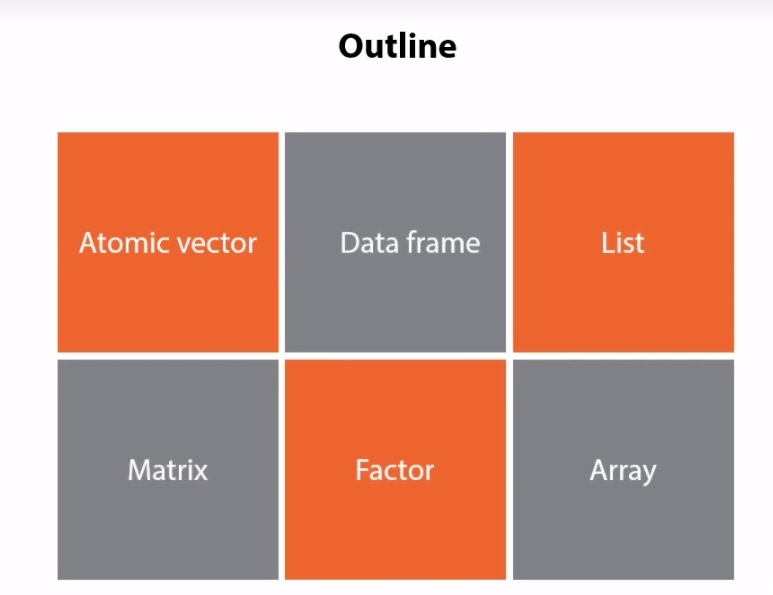 Outline
Atomic vector
Data frame
List
Matrix
Factor
Array